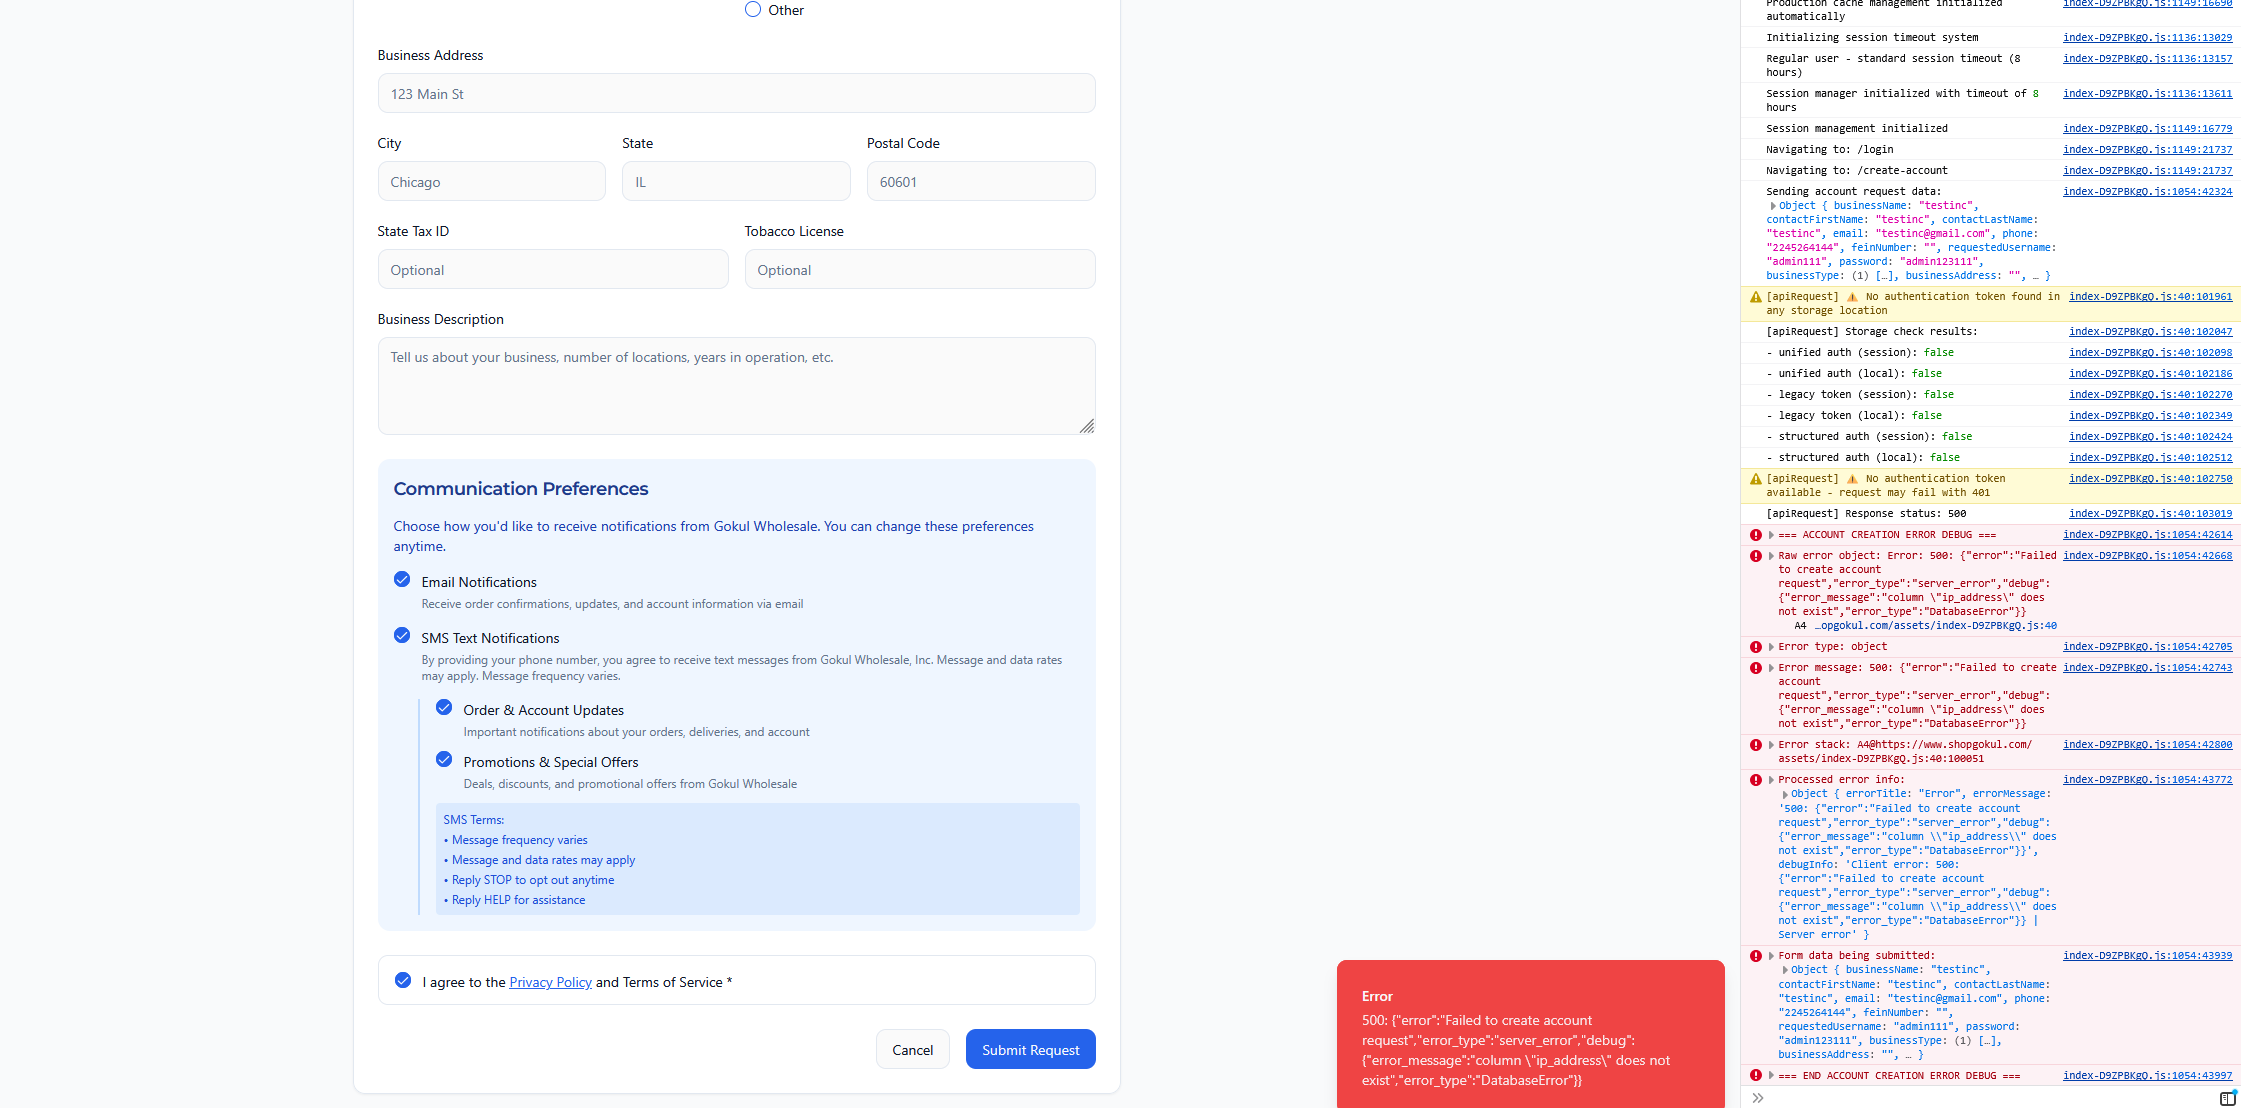 Other
Business Address
123 Main St
City
State
Postal Code
Chicago
IL
60601
State Tax ID
Tobacco License
Optional
Optional
Business Description
Tell us about your business, number of locations, years in operation, etc.
Communication Preferences
Choose how you'd like to receive notifications from Gokul Wholesale. You can change these preferences
anytime.
Email Notifications
Receive order confirmations, updates, and account information via email
SMS Text Notifications
By providing your phone number, you agree to receive text messages from Gokul Wholesale, Inc. Message and data rates
may apply. Message frequency varies.
Order & Account Updates
Important notifications about your orders, deliveries, and account
Promotions & Special Offers
Deals, discounts, and promotional offers from Gokul Wholesale
SMS Terms:
• Message frequency varies
• Message and data rates may apply
• Reply STOP to opt out anytime
• Reply HELP for assistance
I agree to the Privacy Policy and Terms of Service *
Cancel
Submit Request
Error
500: {"error":"Failed to create account
request","error_type":"server_error","debug":
{"error_message":"column \"ip_address\" does not
exist","error_type":"DatabaseError"}}
Production cache management initialized index-D9ZPBKgQ.js:1149:16690
automatically
Initializing session timeout system index-D9ZPBKgQ.js:1136:13029
Regular user - standard session timeout (8 index-D9ZPBKgQ.js:1136:13157
hours)
Session manager initialized with timeout of 8 index-D9ZPBKgQ.js:1136:13611
hours
Session management initialized index-D9ZPBKgQ.js:1149:16779
Navigating to: /login index-D9ZPBKgQ.js:1149:21737
Navigating to: /create-account index-D9ZPBKgQ.js:1149:21737
Sending account request data: index-D9ZPBKgQ.js:1054:42324
Object { businessName: "testinc",
contactFirstName: "testinc", contactLastName:
"testinc", email: "testinc@gmail.com", phone:
"2245264144", feinNumber: "", requestedUsername:
"admin111", password: "admin123111",
businessType: (1) […], businessAddress: "", … }
[apiRequest] ⚠ No authentication token found in index-D9ZPBKgQ.js:40:101961
any storage location
[apiRequest] Storage check results: index-D9ZPBKgQ.js:40:102047
- unified auth (session): false index-D9ZPBKgQ.js:40:102098
- unified auth (local): false index-D9ZPBKgQ.js:40:102186
- legacy token (session): false index-D9ZPBKgQ.js:40:102270
- legacy token (local): false index-D9ZPBKgQ.js:40:102349
- structured auth (session): false index-D9ZPBKgQ.js:40:102424
- structured auth (local): false index-D9ZPBKgQ.js:40:102512
[apiRequest] ⚠ No authentication token index-D9ZPBKgQ.js:40:102750
available - request may fail with 401
[apiRequest] Response status: 500 index-D9ZPBKgQ.js:40:103019
=== ACCOUNT CREATION ERROR DEBUG === index-D9ZPBKgQ.js:1054:42614
Raw error object: Error: 500: {"error":"Failed index-D9ZPBKgQ.js:1054:42668
to create account
request","error_type":"server_error","debug":
{"error_message":"column \"ip_address\" does
not exist","error_type":"DatabaseError"}}
A4 …opgokul.com/assets/index-D9ZPBKgQ.js:40
Error type: object index-D9ZPBKgQ.js:1054:42705
Error message: 500: {"error":"Failed to create index-D9ZPBKgQ.js:1054:42743
account
request","error_type":"server_error","debug":
{"error_message":"column \"ip_address\" does
not exist","error_type":"DatabaseError"}}
Error stack: A4@https://www.shopgokul.com/ index-D9ZPBKgQ.js:1054:42800
assets/index-D9ZPBKgQ.js:40:100051
Processed error info: index-D9ZPBKgQ.js:1054:43772
Object { errorTitle: "Error", errorMessage:
'500: {"error":"Failed to create account
request","error_type":"server_error","debug":
{"error_message":"column \\"ip_address\\" does
not exist","error_type":"DatabaseError"}}',
debugInfo: 'Client error: 500:
{"error":"Failed to create account
request","error_type":"server_error","debug":
{"error_message":"column \\"ip_address\\" does
not exist","error_type":"DatabaseError"}} |
Server error' }
Form data being submitted: index-D9ZPBKgQ.js:1054:43939
Object { businessName: "testinc",
contactFirstName: "testinc", contactLastName:
"testinc", email: "testinc@gmail.com", phone:
"2245264144", feinNumber: "",
requestedUsername: "admin111", password:
"admin123111", businessType: (1) […],
businessAddress: "", … }
=== END ACCOUNT CREATION ERROR DEBUG === index-D9ZPBKgQ.js:1054:43997